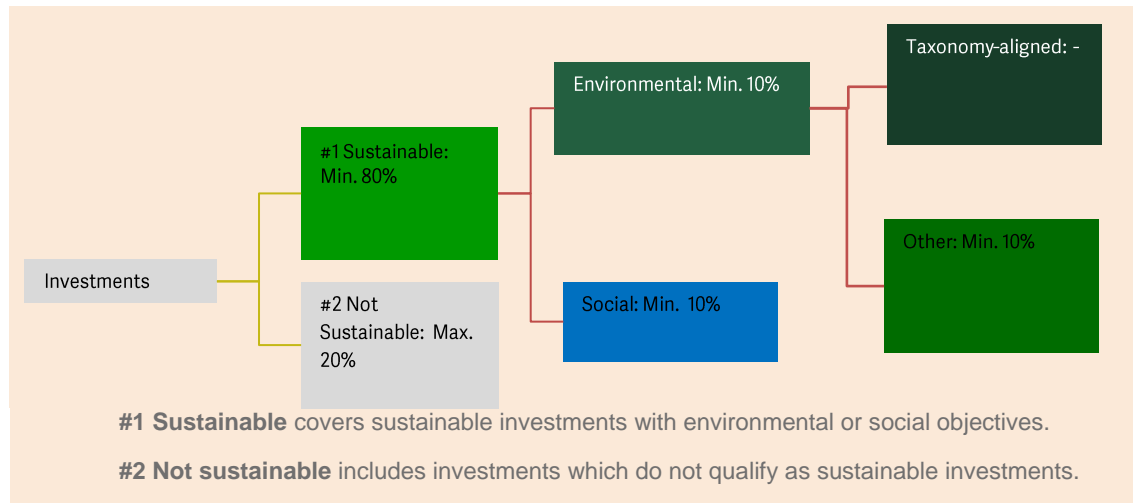 Investments
#1 Sustainable:
Min. 80%
#2 Not
Sustainable: Max.
20%
Environmental: Min. 10%
Social: Min. 10%
Taxonomy-aligned: -
Other: Min. 10%
#1 Sustainable covers sustainable investments with environmental or social objectives.
#2 Not sustainable includes investments which do not qualify as sustainable investments.